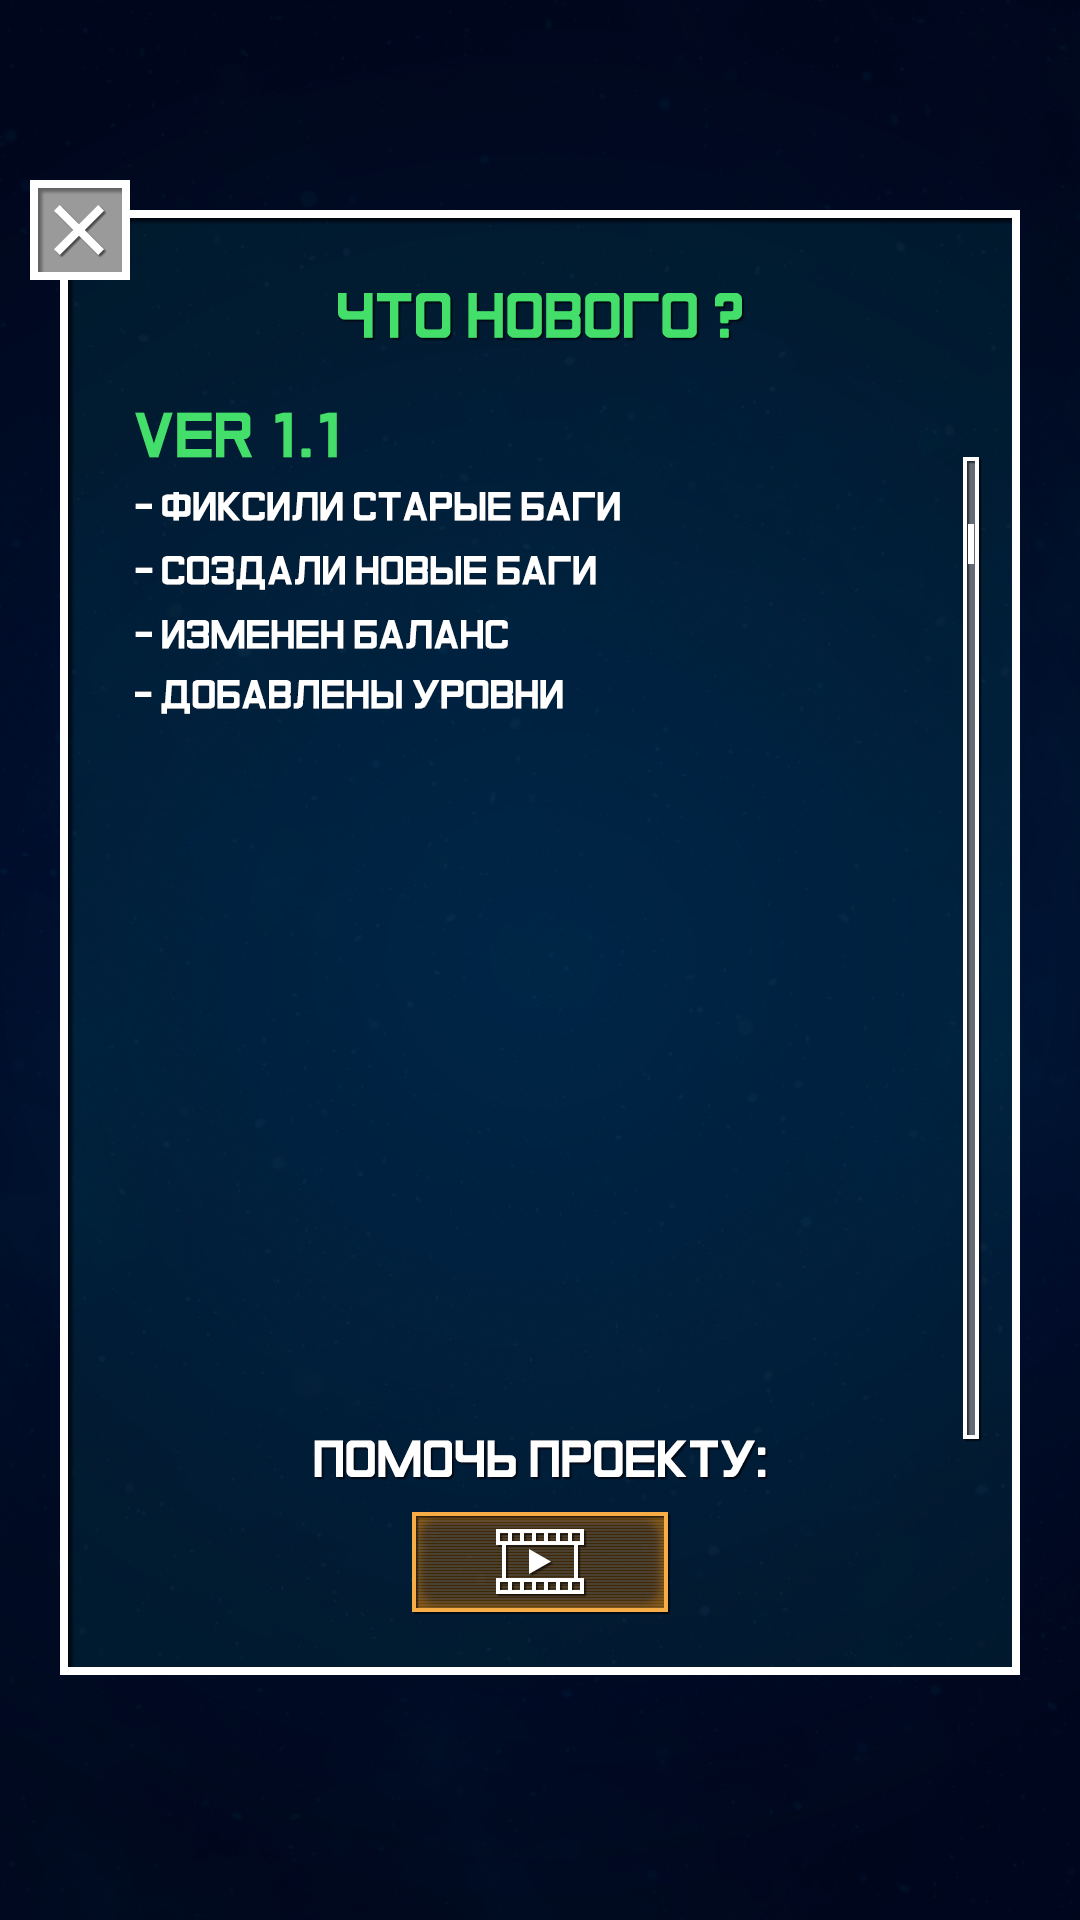 ЧТО НОВОГО ?
VER 1.1
- ФИКСИЛИ СТАРЫЕ БАГИ
- СОЗДАЛИ НОВЫЕ БАГИ
- ИЗМЕНЕН БАЛАНС
- ДОБАВЛЕНЫ УРОВНИ
ПОМОЧЬ ПРОЕКТУ: